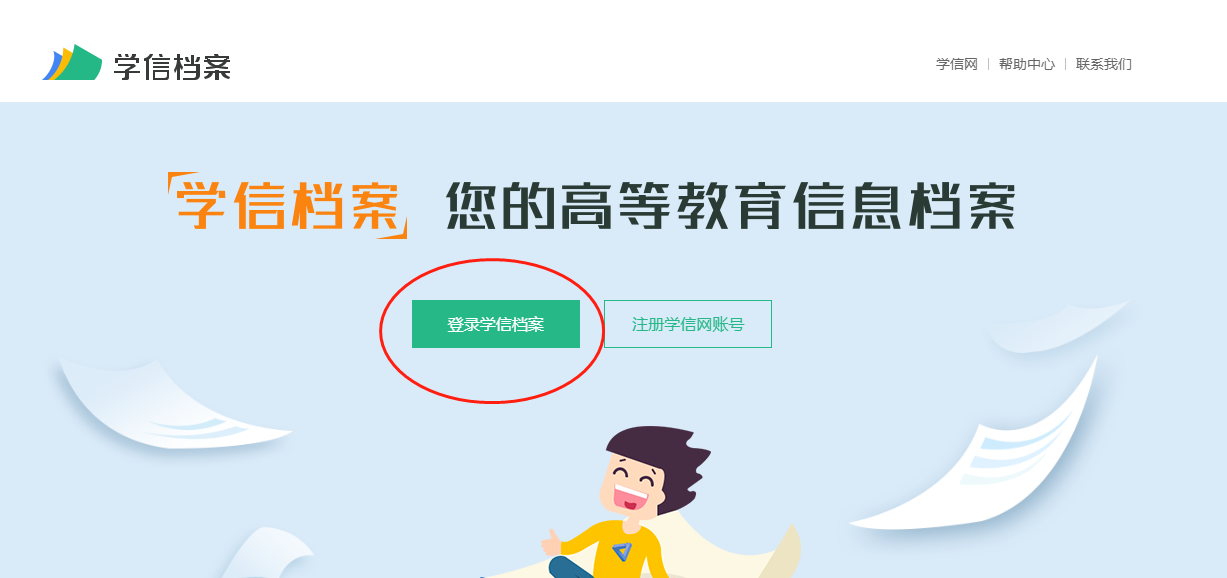 学信档案
学信网 | 帮助中心 | 联系我们
学信档案 您的高等教育信息档案
登录学信档案 注册学信网账号